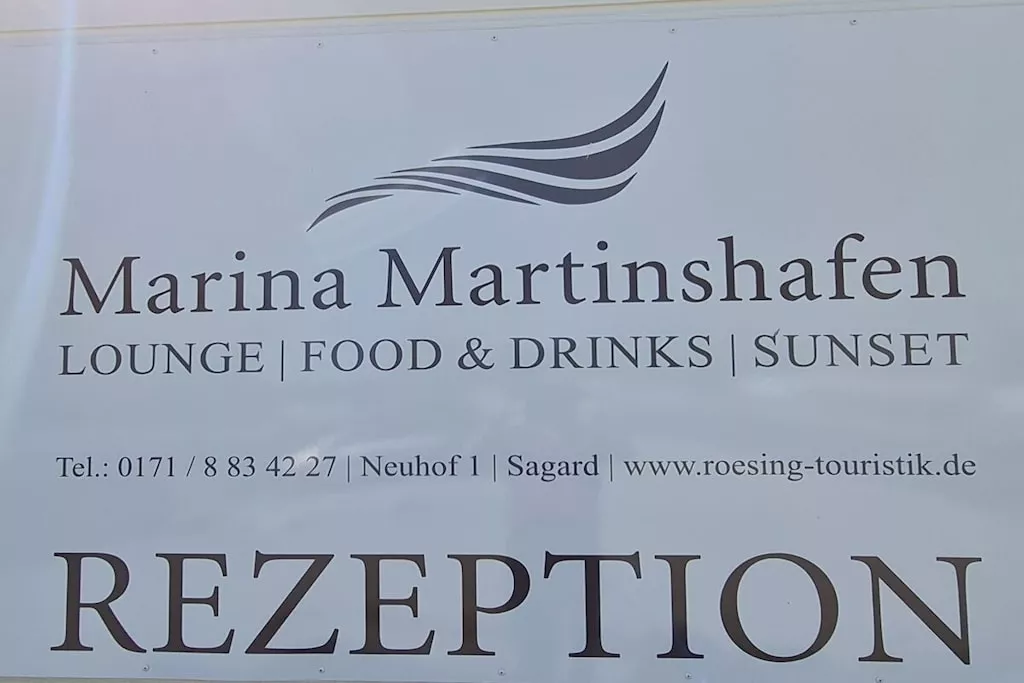 Marina Martinshafen
LOUNGE | FOOD & DRINKS | SUNSET
Tel.: 0171 / 8 83 42 27 | Neuhof 1 | Sagard | www.roesing-touristik.de
REZEPTION